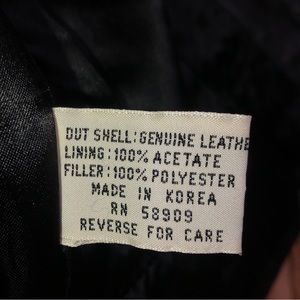 OUT SHELL:GENUINE LEATHE
LINING:100% ACETATE
FILLER:100% POLYESTER
MADE IN KOREA
RN 58909
REVERSE FOR CARE